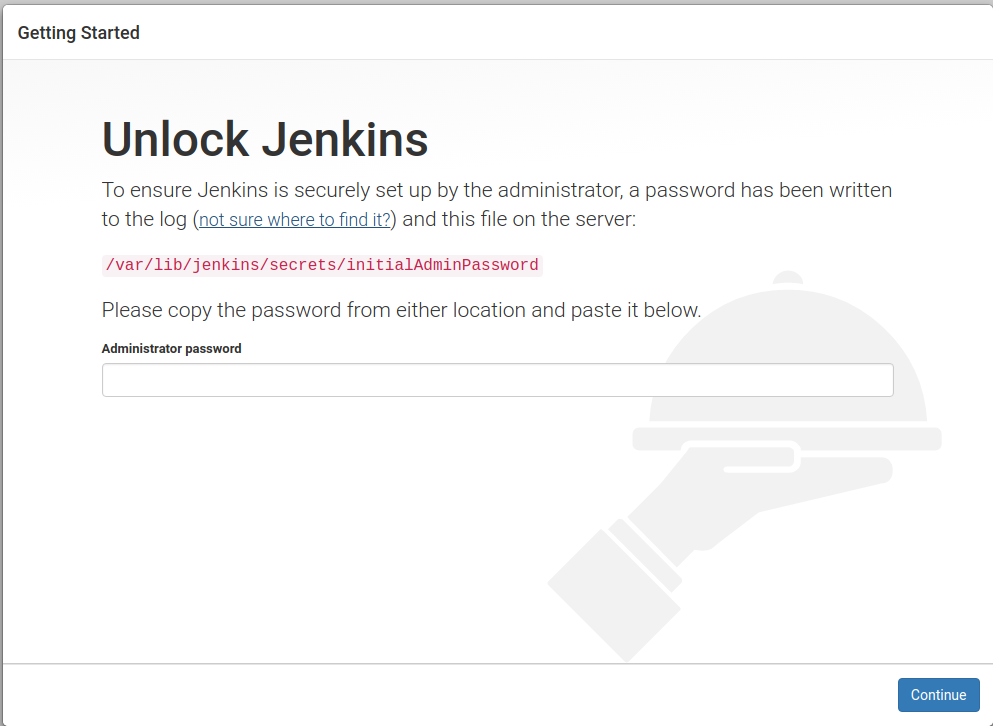 Getting Started
Unlock Jenkins
To ensure Jenkins is securely set up by the administrator, a password has been written
to the log (not sure where to find it?) and this file on the server:
/var/lib/jenkins/secrets/initialAdminPassword
Please copy the password from either location and paste it below.
Administrator password
Continue